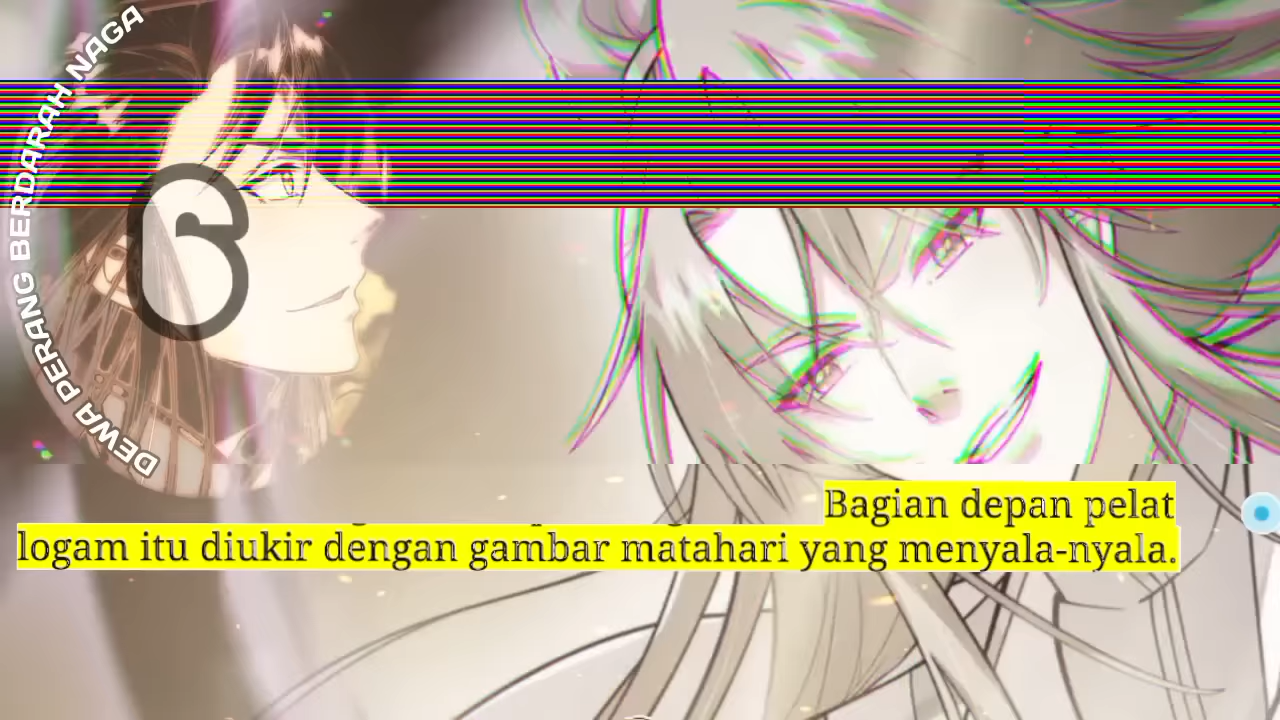 DEWA PERANG BERDARAH NAGA
6
Bagian depan pelat
logam itu diukir dengan gambar matahari yang menyala-nyala.